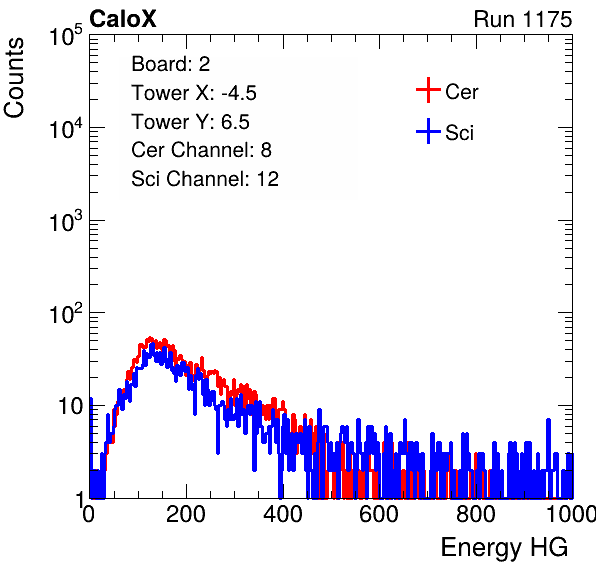 CaloX Run 1175
Counts
10^5
10^4
10^3
10^2
10
1
Board: 2
Tower X: -4.5
Tower Y: 6.5
Cer Channel: 8
Sci Channel: 12
Cer
Sci
0 200 400 600 800 1000
Energy HG